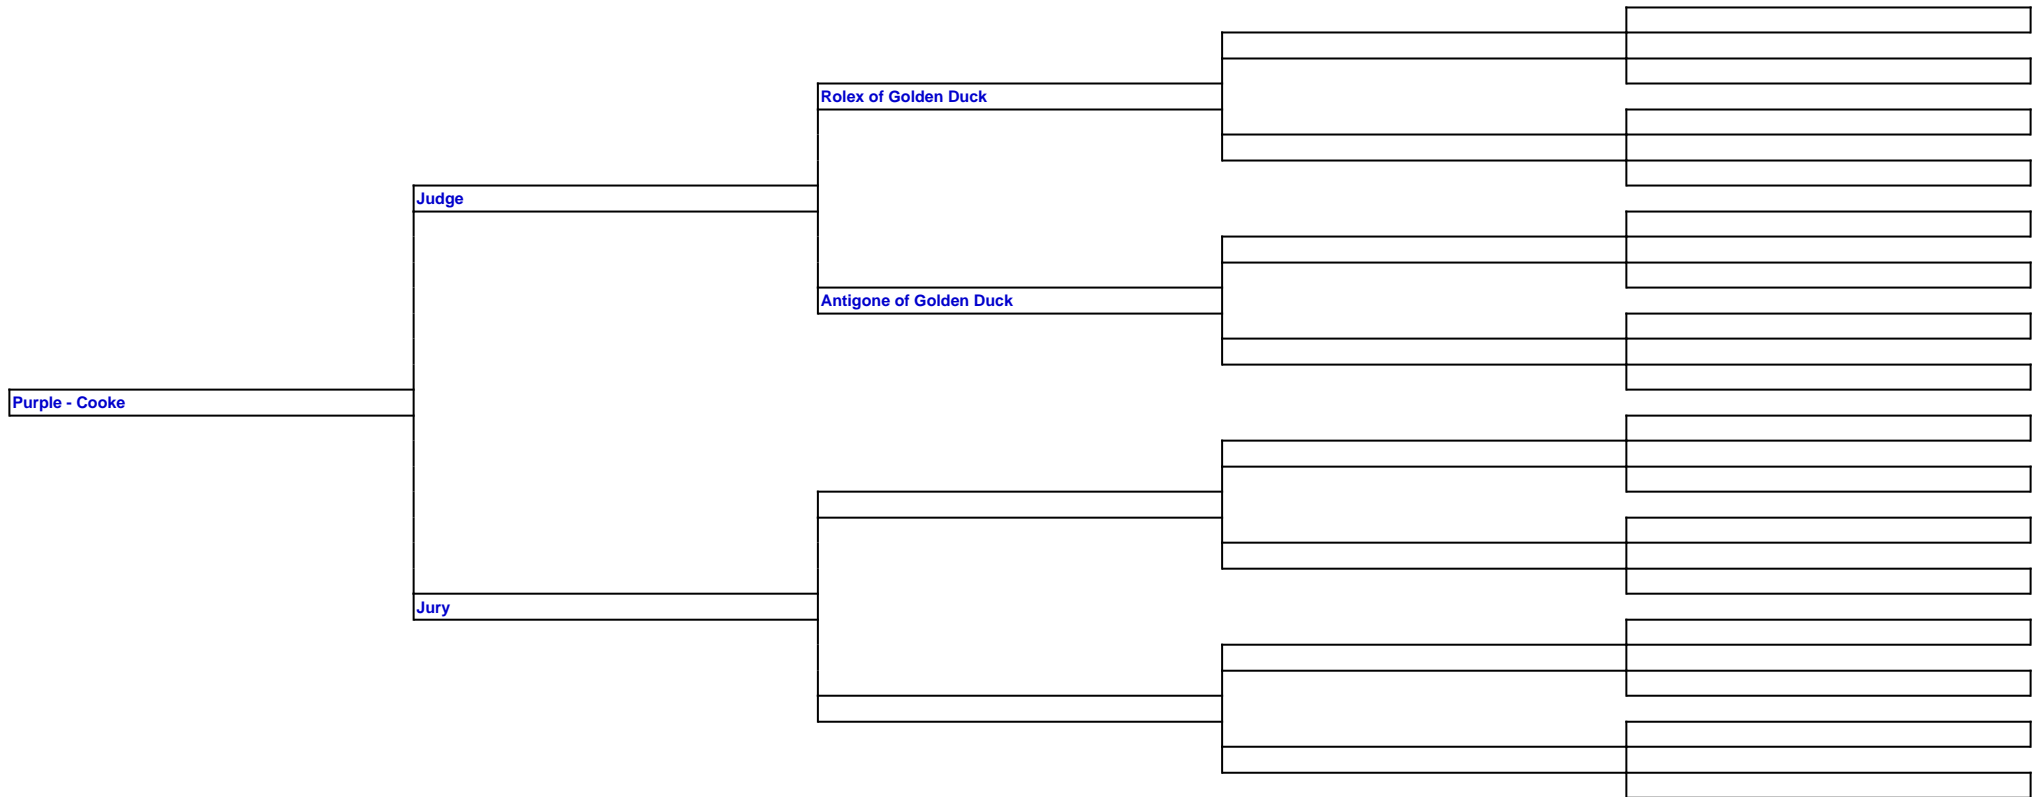 Rolex of Golden Duck
Judge
Antigone of Golden Duck
Purple - Cooke
Jury